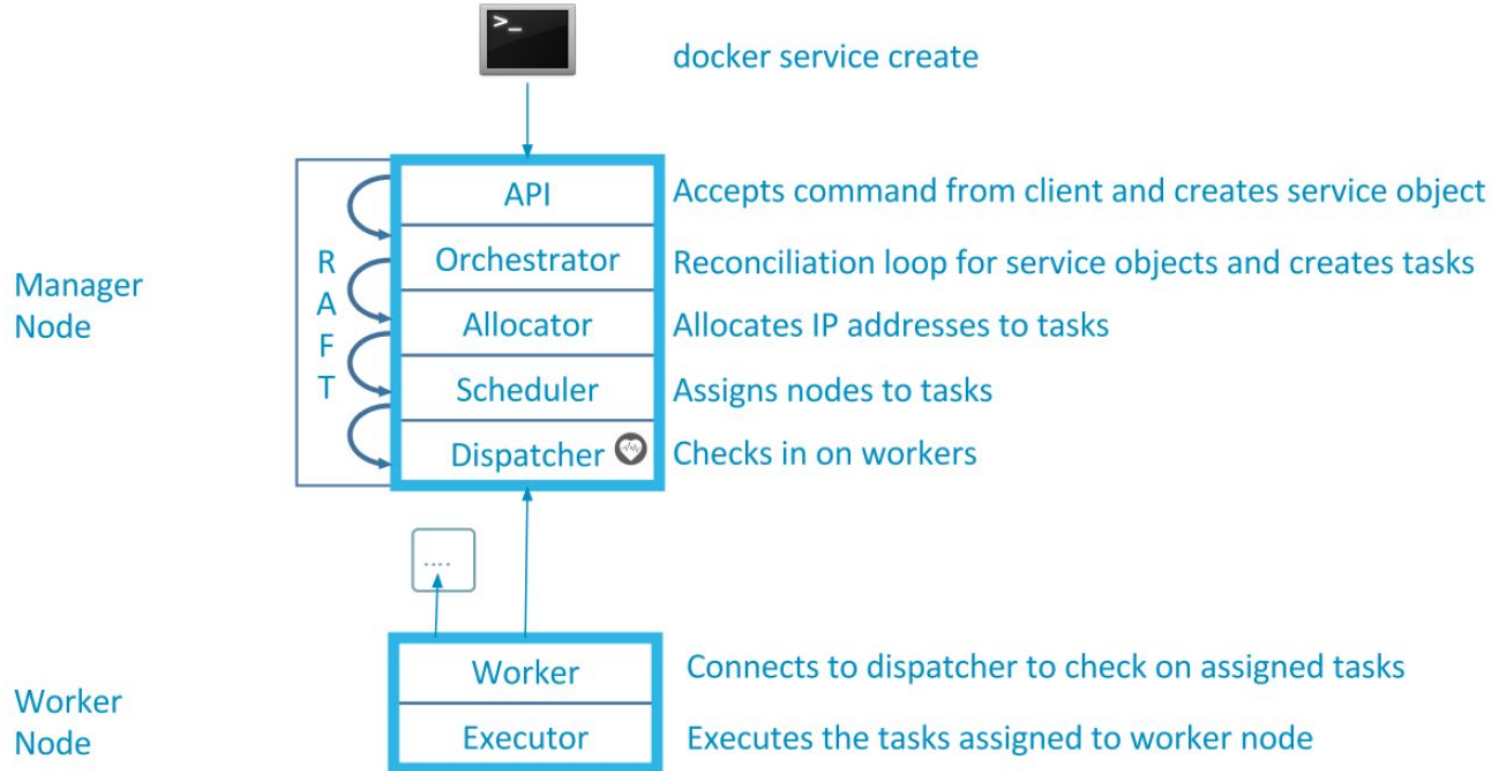 >_
docker service create
API
Accepts command from client and creates service object
Orchestrator
Reconciliation loop for service objects and creates tasks
Manager
Node
R
A
F
T
Allocator
Allocates IP addresses to tasks
Scheduler
Assigns nodes to tasks
Dispatcher
Checks in on workers
....
Worker
Connects to dispatcher to check on assigned tasks
Worker
Node
Executor
Executes the tasks assigned to worker node